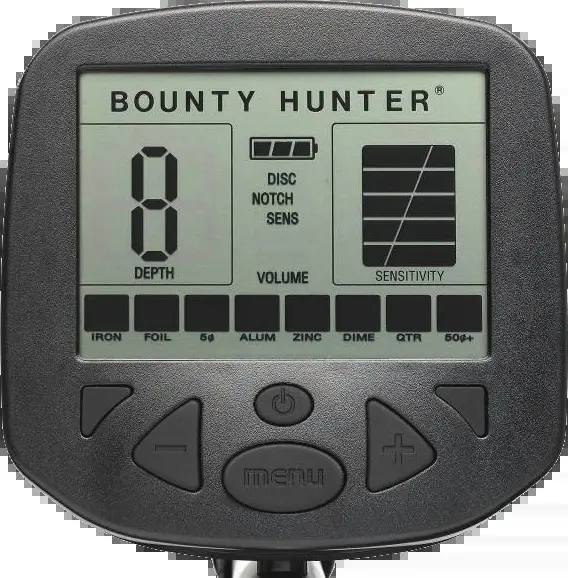 BOUNTY HUNTER®
8
DEPTH
DISC
NOTCH
SENS
VOLUME
SENSITIVITY
IRON FOIL 5¢ ALUM ZINC DIME QTR 50¢+
−
menu
+